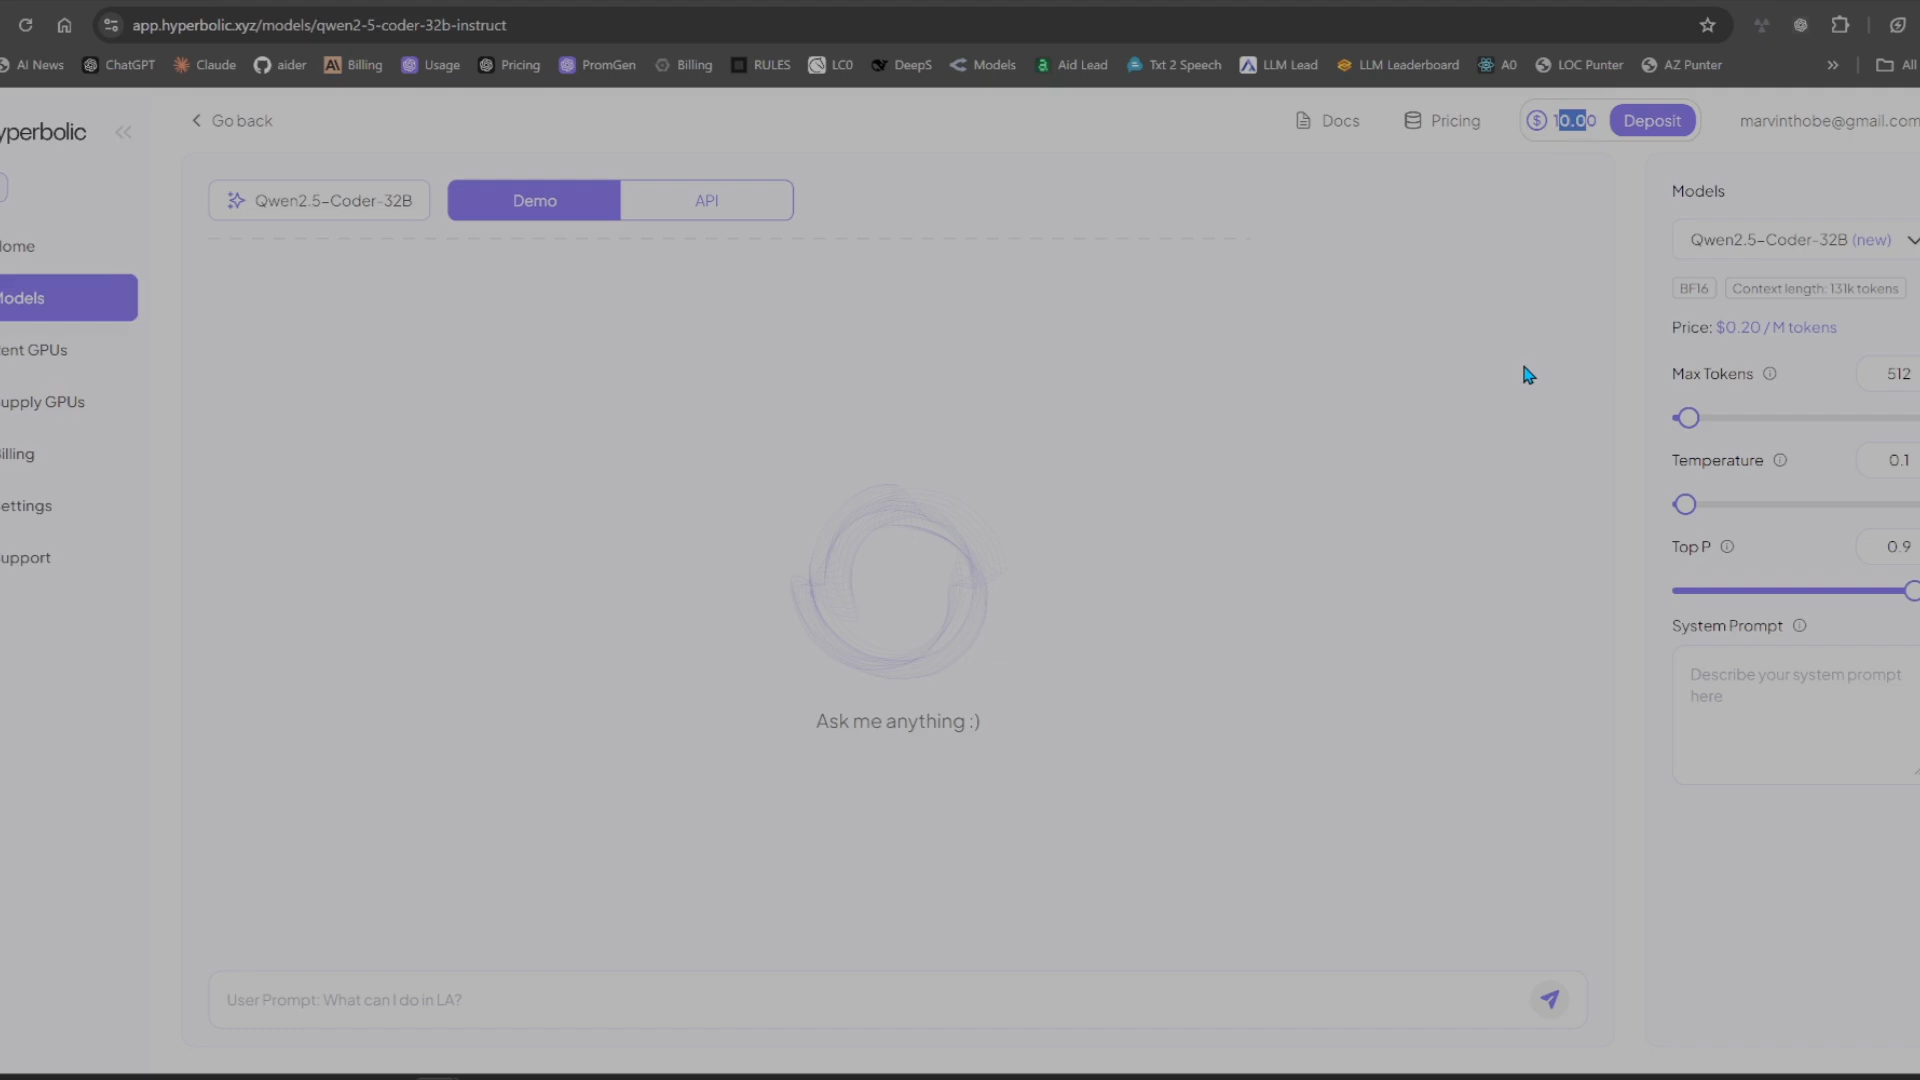 app.hyperbolic.xyz/models/qwen2-5-coder-32b-instruct
AI News ChatGPT Claude aider Billing Usage Pricing PromGen Billing RULES LC0 DeepS Models Aid Lead Txt 2 Speech LLM Lead LLM Leaderboard A0 LOC Punter AZ Punter » All
yperbolic
Go back
Docs Pricing $ 10.00 Deposit marvinthobe@gmail.com
ome
Models
ent GPUs
upply GPUs
illing
ettings
upport
Qwen2.5-Coder-32B Demo API
Ask me anything :)
User Prompt: What can I do in LA?
Models
Qwen2.5-Coder-32B (new)
BF16 Context length: 131k tokens
Price: $0.20 / M tokens
Max Tokens 512
Temperature 0.1
Top P 0.9
System Prompt
Describe your system prompt
here